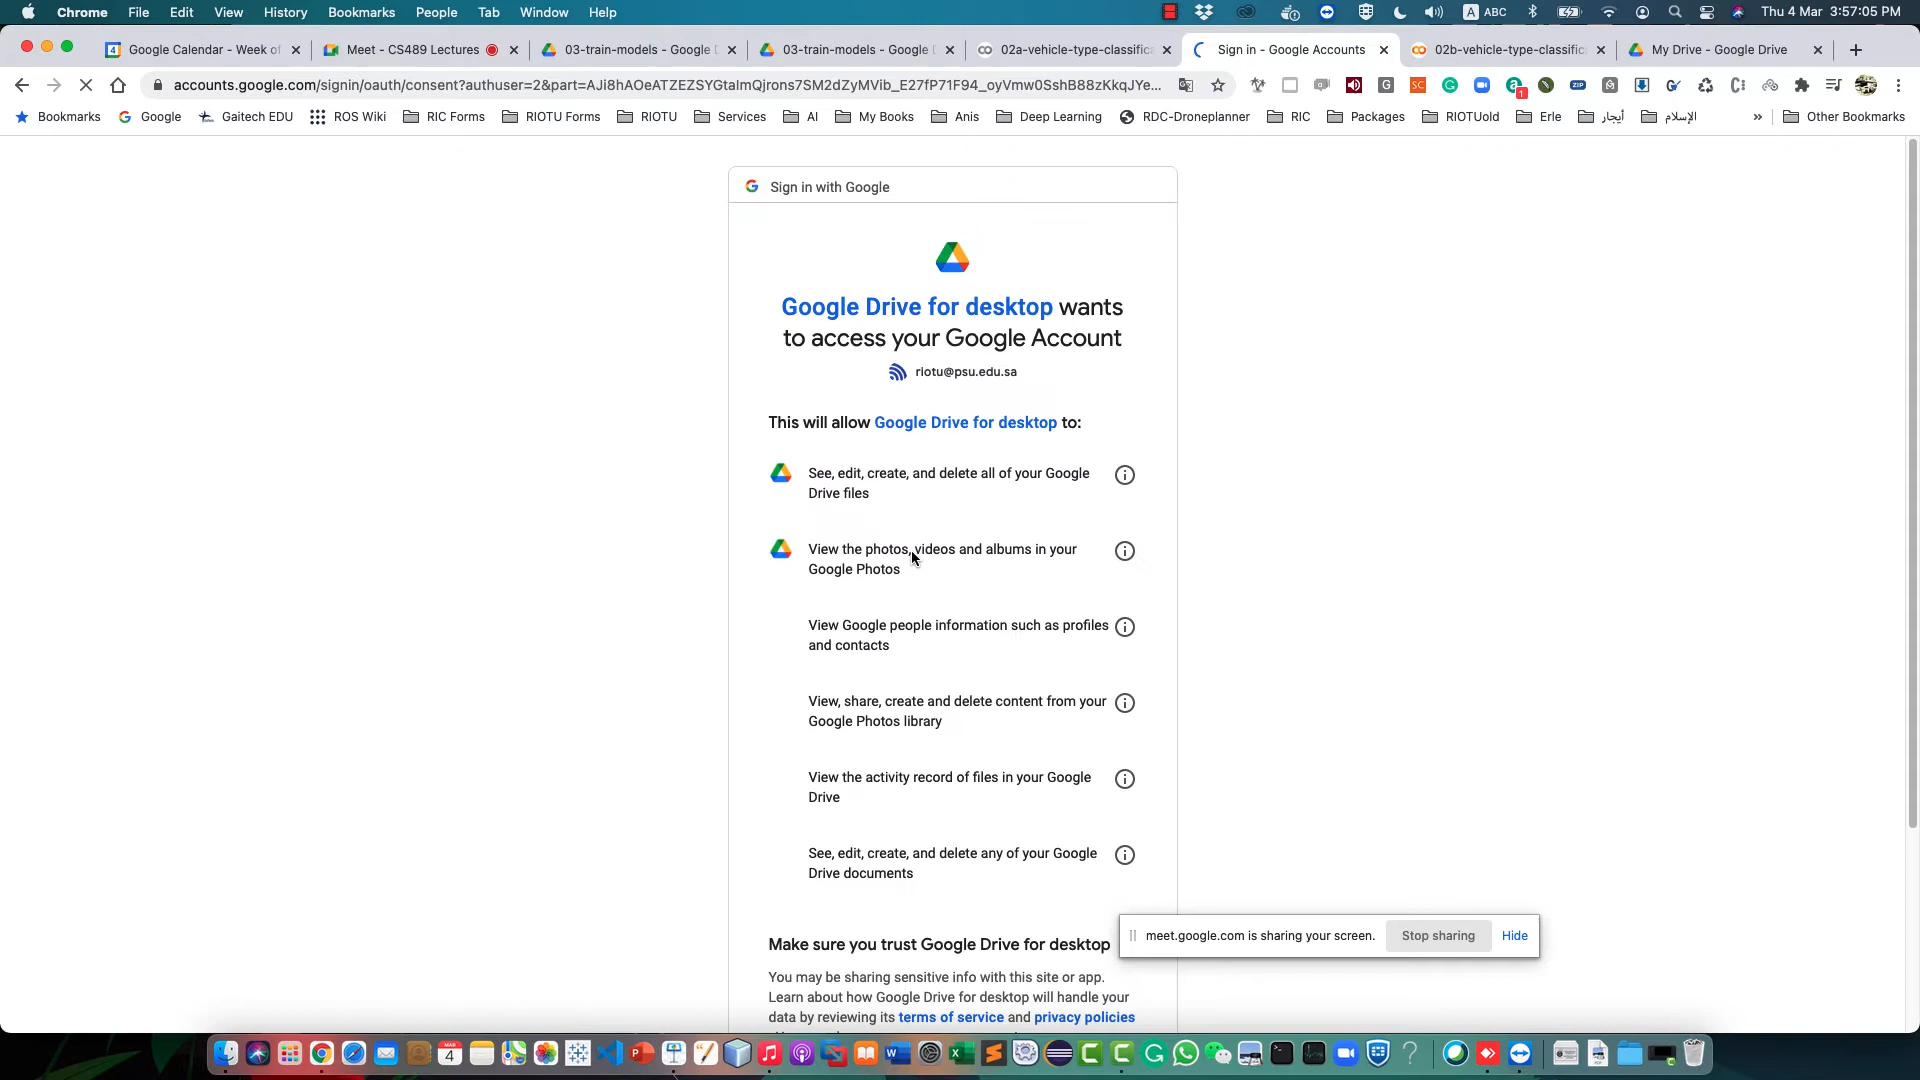 Chrome File Edit View History Bookmarks People Tab Window Help
ABC Thu 4 Mar 3:57:05 PM
Google Calendar - Week of Meet - CS489 Lectures 03-train-models - Google 03-train-models - Google 02a-vehicle-type-classific Sign in - Google Accounts 02b-vehicle-type-classific My Drive - Google Drive
accounts.google.com/signin/oauth/consent?authuser=2&part=AJi8hAOeATZEZSYGtaImQjrons7SM2dZyMVib_E27fP71F94_oyVmw0SshB88zKkqJYe...
Bookmarks Google Gaitech EDU ROS Wiki RIC Forms RIOTU Forms RIOTU Services AI My Books Anis Deep Learning RDC-Droneplanner RIC Packages RIOTUold Erle أيجار الإسلام » Other Bookmarks
Sign in with Google
Google Drive for desktop wants
to access your Google Account
riotu@psu.edu.sa
This will allow Google Drive for desktop to:
See, edit, create, and delete all of your Google
Drive files
View the photos, videos and albums in your
Google Photos
View Google people information such as profiles
and contacts
View, share, create and delete content from your
Google Photos library
View the activity record of files in your Google
Drive
See, edit, create, and delete any of your Google
Drive documents
meet.google.com is sharing your screen. Stop sharing Hide
Make sure you trust Google Drive for desktop
You may be sharing sensitive info with this site or app.
Learn about how Google Drive for desktop will handle your
data by reviewing its terms of service and privacy policies